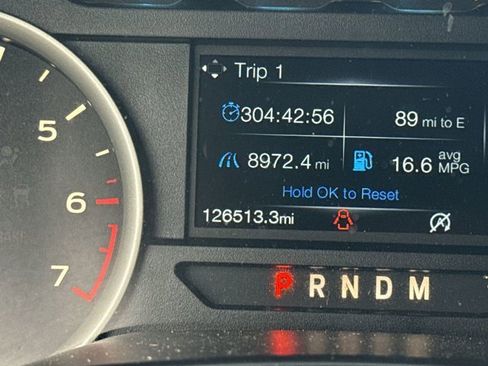 Trip 1
304:42:56 89 mi to E
8972.4 mi 16.6 avg MPG
Hold OK to Reset
126513.3mi
5
6
7
P R N D M